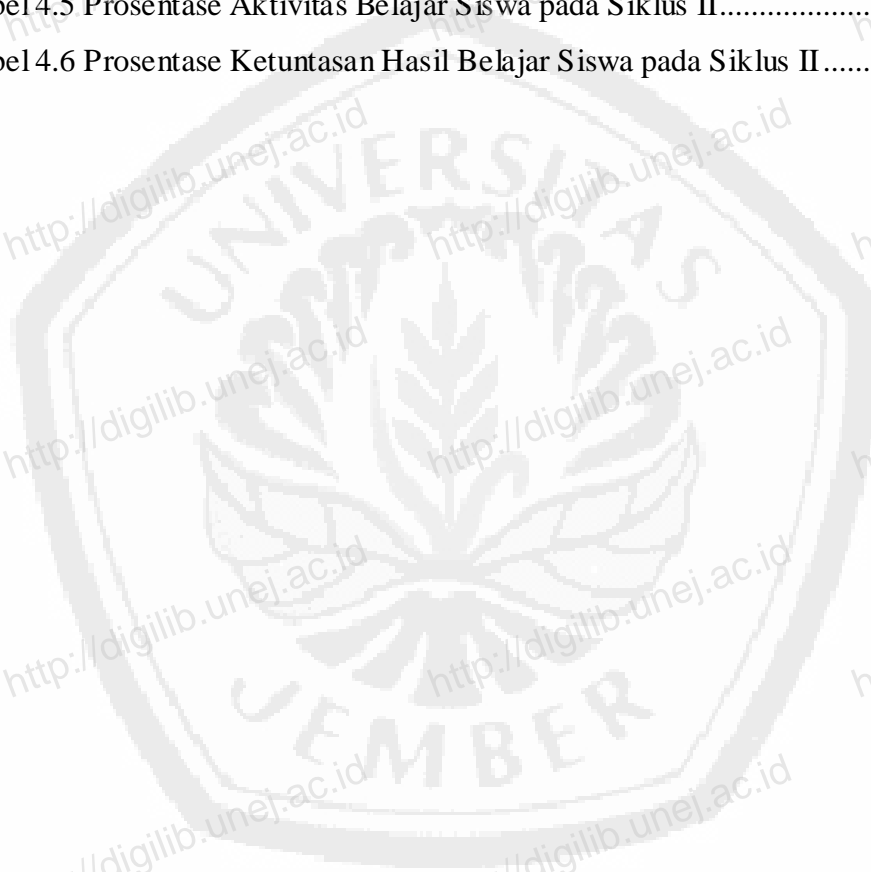 bel 4.5 Prosentase Aktivitas Belajar Siswa pada Siklus II...................
bel 4.6 Prosentase Ketuntasan Hasil Belajar Siswa pada Siklus II......
http://digilib.unej.ac.id http://digilib.unej.ac.id
UNIVERSITAS
http://digilib.unej.ac.id http://digilib.unej.ac.id
http://digilib.unej.ac.id http://digilib.unej.ac.id
JEMBER
http://digilib.unej.ac.id http://digilib.unej.ac.id